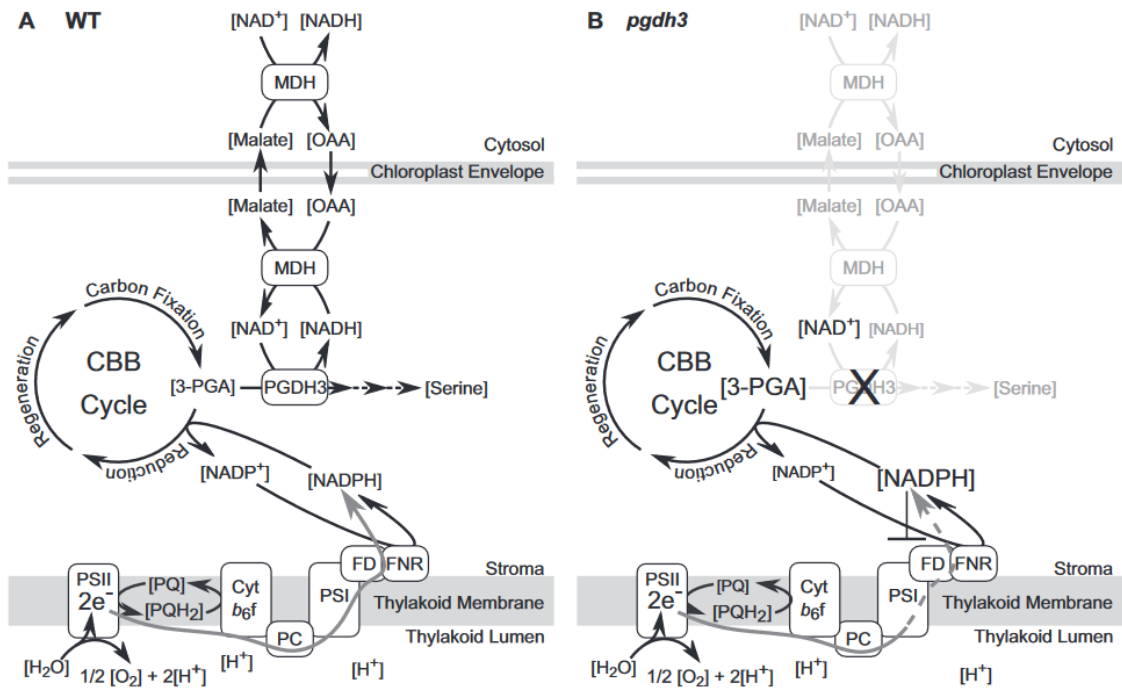 A WT
[NAD⁺] [NADH]
MDH
[Malate] [OAA]
Cytosol
Chloroplast Envelope
[Malate] [OAA]
MDH
[NAD⁺] [NADH]
Carbon Fixation
Regeneration
Reduction
CBB
Cycle
[3-PGA]
PGDH3
[Serine]
[NADP⁺]
[NADPH]
FD
FNR
Stroma
PSII
2e⁻
[PQ]
[PQH₂]
Cyt
b₆f
PSI
PC
Thylakoid Membrane
Thylakoid Lumen
[H₂O]
1/2 [O₂] + 2[H⁺]
[H⁺]
[H⁺]
B pgdh3
[NAD⁺] [NADH]
MDH
[Malate] [OAA]
Cytosol
Chloroplast Envelope
[Malate] [OAA]
MDH
[NAD⁺] [NADH]
Carbon Fixation
Regeneration
Reduction
CBB
Cycle
[3-PGA]
PGDH3
X
[Serine]
[NADP⁺]
[NADPH]
FD
FNR
Stroma
PSII
2e⁻
[PQ]
[PQH₂]
Cyt
b₆f
PSI
PC
Thylakoid Membrane
Thylakoid Lumen
[H₂O]
1/2 [O₂] + 2[H⁺]
[H⁺]
[H⁺]